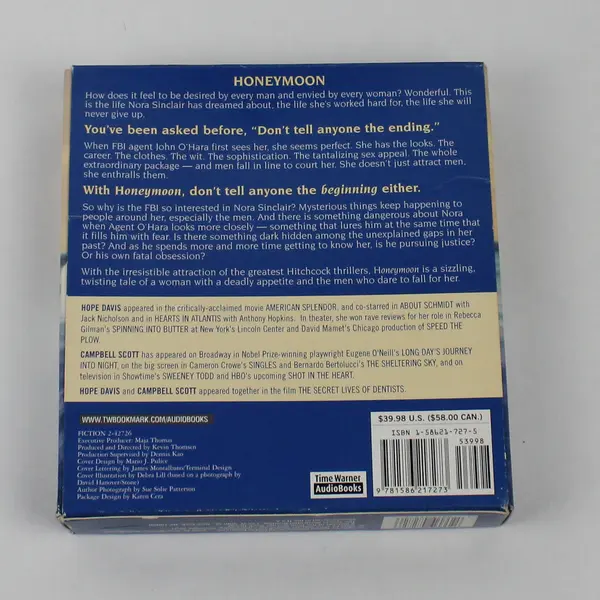 HONEYMOON
How does it feel to be desired by every man and envied by every woman? Wonderful. This
is the life Nora Sinclair has dreamed about, the life she's worked hard for, the life she will
never give up.
You've been asked before, "Don't tell anyone the ending."
When FBI agent John O'Hara first sees her, she seems perfect. She has the looks. The
career. The clothes. The wit. The sophistication. The tantalizing sex appeal. The whole
extraordinary package — and men fall in line to court her. She doesn't just attract men,
she enthralls them.
With Honeymoon, don't tell anyone the beginning either.
So why is the FBI so interested in Nora Sinclair? Mysterious things keep happening to
people around her, especially the men. And there is something dangerous about Nora
when Agent O'Hara looks more closely — something that lures him at the same time that
it fills him with fear. Is there something dark hidden among the unexplained gaps in her
past? And as he spends more and more time getting to know her, is he pursuing justice?
Or his own fatal obsession?
With the irresistible attraction of the greatest Hitchcock thrillers, Honeymoon is a sizzling,
twisting tale of a woman with a deadly appetite and the men who dare to fall for her.
HOPE DAVIS appeared in the critically-acclaimed movie AMERICAN SPLENDOR, and co-starred in ABOUT SCHMIDT with
Jack Nicholson and in HEARTS IN ATLANTIS with Anthony Hopkins. In theater, she won rave reviews for her role in Rebecca
Gilman's SPINNING INTO BUTTER at New York's Lincoln Center and David Mamet's Chicago production of SPEED THE
PLOW.
CAMPBELL SCOTT has appeared on Broadway in Nobel Prize-winning playwright Eugene O'Neill's LONG DAY'S JOURNEY
INTO NIGHT, on the big screen in Cameron Crowe's SINGLES and Bernardo Bertolucci's THE SHELTERING SKY, and on
television in Showtime's SWEENEY TODD and HBO's upcoming SHOT IN THE HEART.
HOPE DAVIS and CAMPBELL SCOTT appeared together in the film THE SECRET LIVES OF DENTISTS.
WWW.TWBOOKMARK.COM/AUDIOBOOKS
FICTION 2-42726
Executive Producer: Maja Thomas
Produced and Directed by Kevin Thomsen
Production Supervised by Dennis Kao
Cover Design by Mario J. Pulice
Cover Lettering by James Montalbano/Terminal Design
Cover Illustration by Debra Lill (based on a photograph by
David Hanover/Stone)
Author Photograph by Sue Solie Patterson
Package Design by Karen Cera
Time Warner
AudioBooks
$39.98 U.S. ($58.00 CAN.)
ISBN 1-58621-727-5
53998
9 781586 217273